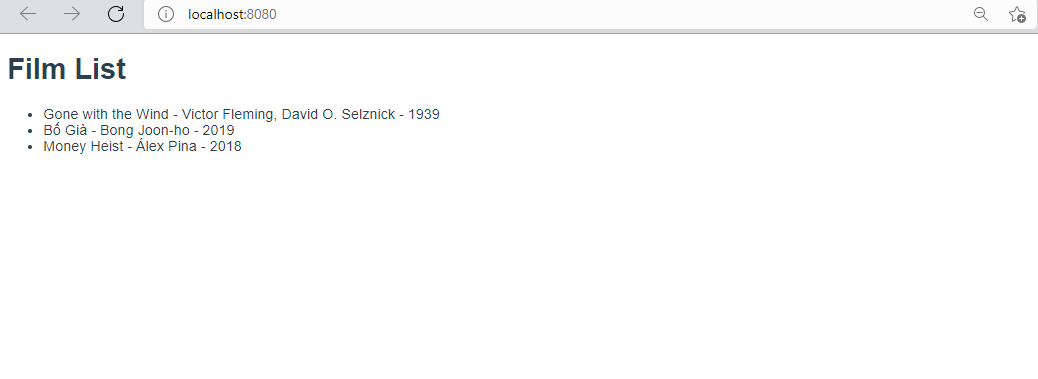 localhost:8080
Film List
• Gone with the Wind - Victor Fleming, David O. Selznick - 1939
• Bố Già - Bong Joon-ho - 2019
• Money Heist - Álex Pina - 2018